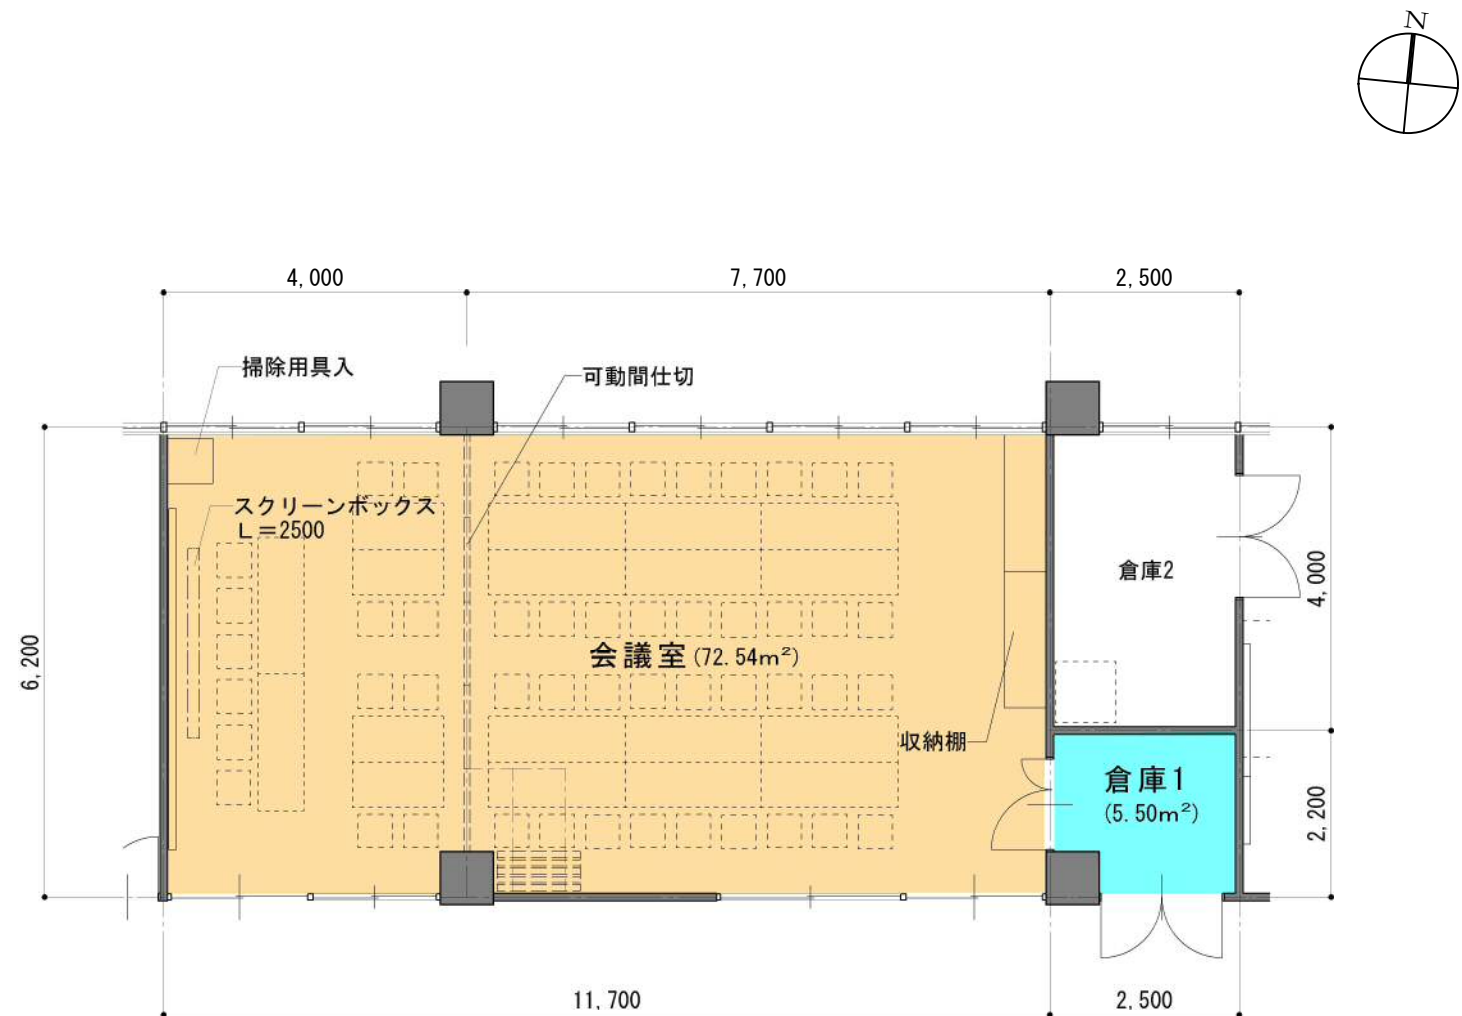 N
4,000
7,700
2,500
掃除用具入
可動間仕切
スクリーンボックス
L=2500
倉庫2
4,000
6,200
会議室(72.54m²)
収納棚
倉庫1
(5.50m²)
2,200
11,700
2,500